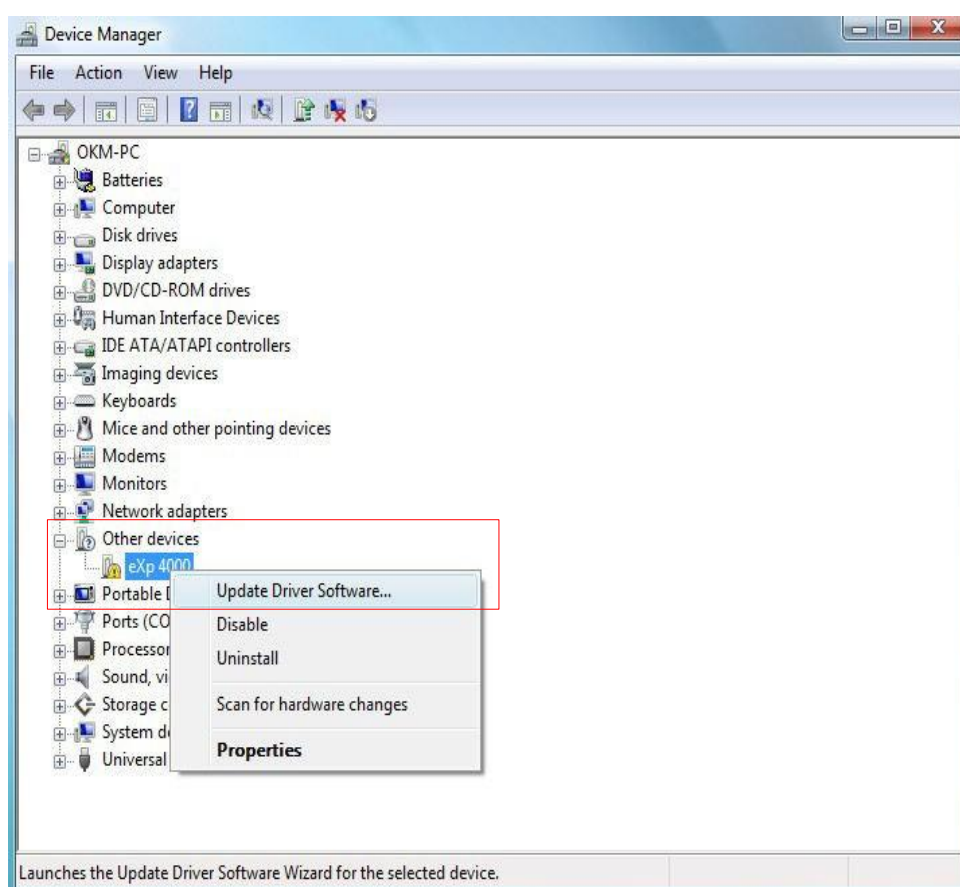 Device Manager
File Action View Help
OKM-PC
Batteries
Computer
Disk drives
Display adapters
DVD/CD-ROM drives
Human Interface Devices
IDE ATA/ATAPI controllers
Imaging devices
Keyboards
Mice and other pointing devices
Modems
Monitors
Network adapters
Other devices
eXp 4000
Update Driver Software...
Portable
Ports (CO
Disable
Processor
Uninstall
Sound, vi
Storage c
Scan for hardware changes
System d
Properties
Universal
Launches the Update Driver Software Wizard for the selected device.